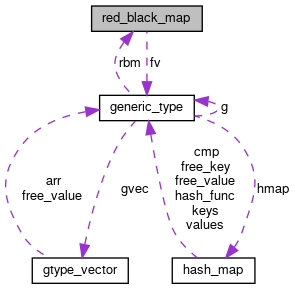 red_black_map
rbm
fv
generic_type
g
cmp
free_key
arr
free_value
free_value
gvec
hash_func
hmap
keys
values
gtype_vector
hash_map